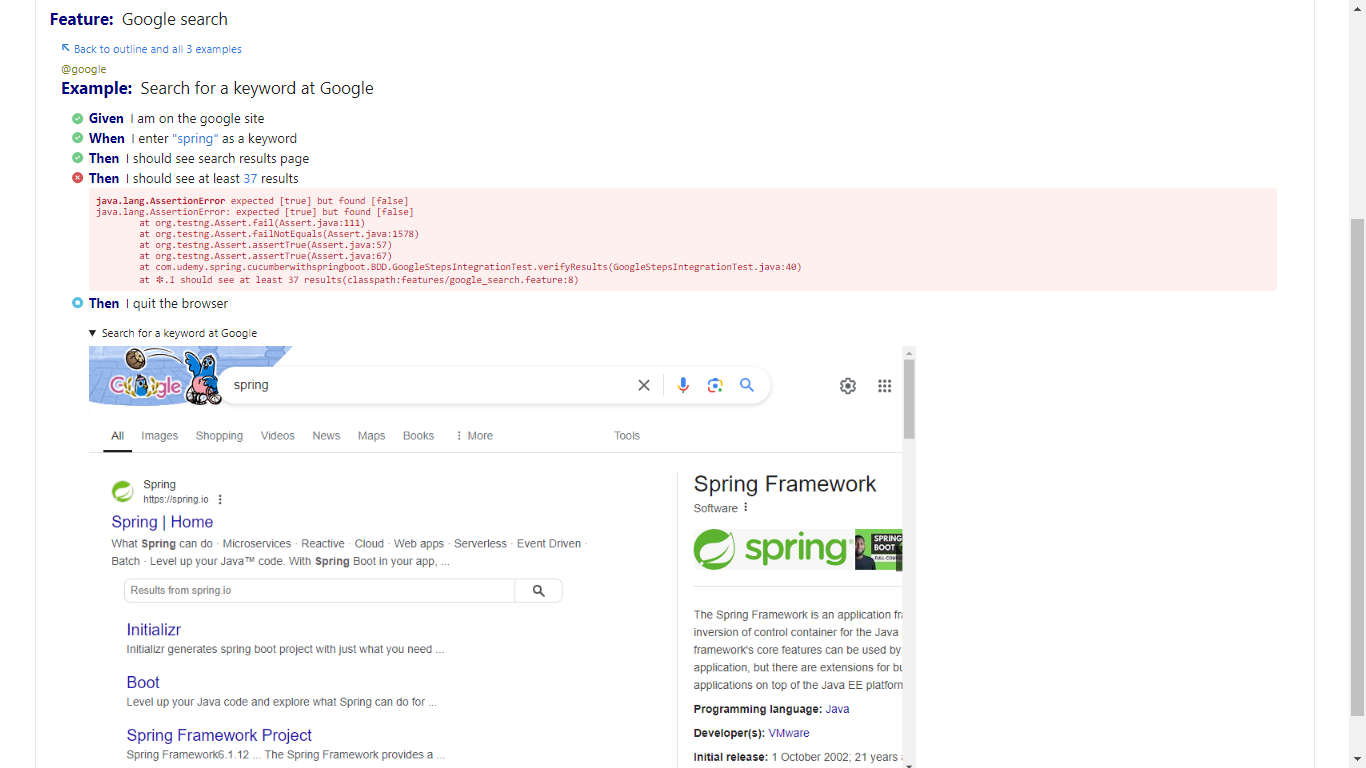 Feature: Google search
Back to outline and all 3 examples
@google
Example: Search for a keyword at Google
Given I am on the google site
When I enter "spring" as a keyword
Then I should see search results page
Then I should see at least 37 results
java.lang.AssertionError expected [true] but found [false]
java.lang.AssertionError: expected [true] but found [false]
at org.testng.Assert.fail(Assert.java:111)
at org.testng.Assert.failNotEquals(Assert.java:1578)
at org.testng.Assert.assertTrue(Assert.java:57)
at org.testng.Assert.assertTrue(Assert.java:67)
at com.udemy.spring.cucumberwithspringboot.BDD.GoogleStepsIntegrationTest.verifyResults(GoogleStepsIntegrationTest.java:40)
at ✽.I should see at least 37 results(classpath:features/google_search.feature:8)
Then I quit the browser
▼ Search for a keyword at Google
Google
spring
All Images Shopping Videos News Maps Books More Tools
Spring
https://spring.io
Spring | Home
What Spring can do · Microservices · Reactive · Cloud · Web apps · Serverless · Event Driven ·
Batch · Level up your Java™ code. With Spring Boot in your app, ...
Results from spring.io
Initializr
Initializr generates spring boot project with just what you need ...
Boot
Level up your Java code and explore what Spring can do for ...
Spring Framework Project
Spring Framework6.1.12 ... The Spring Framework provides a ...
Spring Framework
Software
spring
SPRING
BOOT
The Spring Framework is an application
inversion of control container for the Java
framework's core features can be used by
application, but there are extensions for
applications on top of the Java EE platform
Programming language: Java
Developer(s): VMware
Initial release: 1 October 2002; 21 years